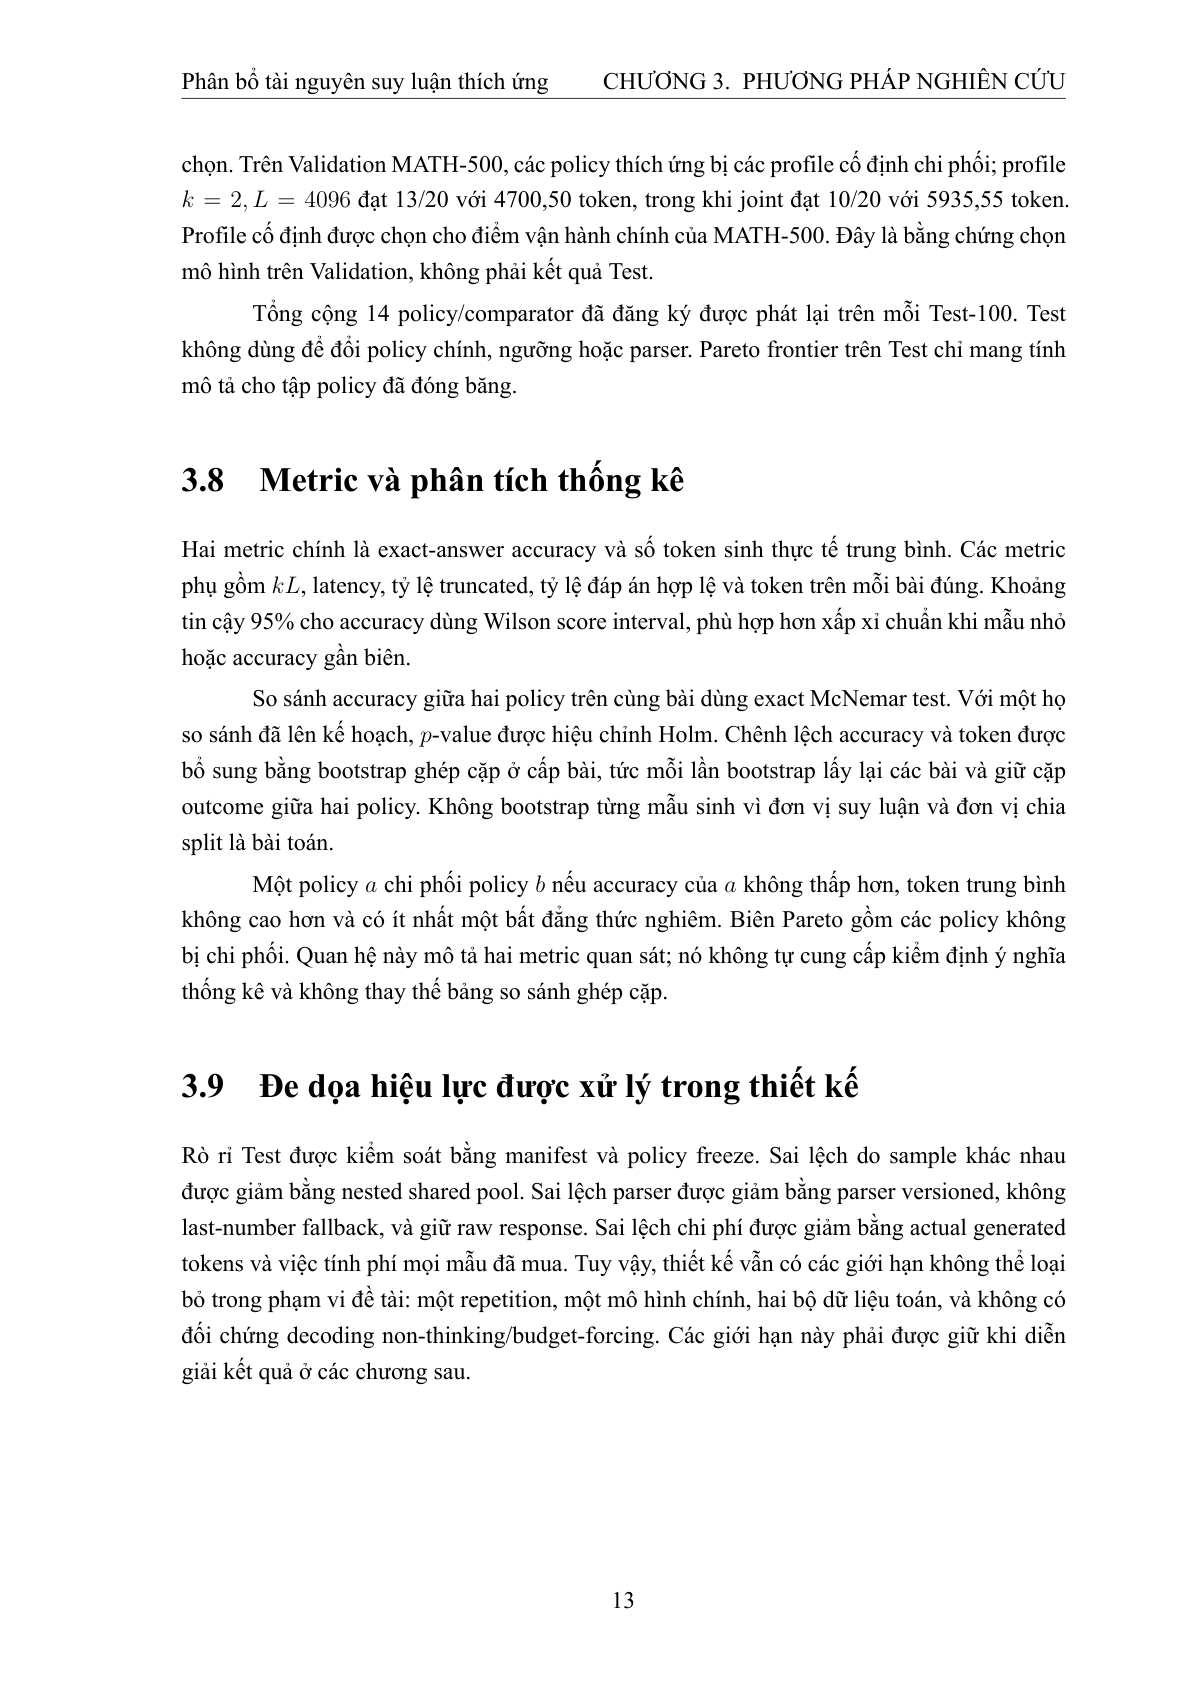 Phân bổ tài nguyên suy luận thích ứng CHƯƠNG 3. PHƯƠNG PHÁP NGHIÊN CỨU
chọn. Trên Validation MATH-500, các policy thích ứng bị các profile cố định chi phối; profile
k = 2, L = 4096 đạt 13/20 với 4700,50 token, trong khi joint đạt 10/20 với 5935,55 token.
Profile cố định được chọn cho điểm vận hành chính của MATH-500. Đây là bằng chứng chọn
mô hình trên Validation, không phải kết quả Test.
Tổng cộng 14 policy/comparator đã đăng ký được phát lại trên mỗi Test-100. Test
không dùng để đổi policy chính, ngưỡng hoặc parser. Pareto frontier trên Test chỉ mang tính
mô tả cho tập policy đã đóng băng.
3.8 Metric và phân tích thống kê
Hai metric chính là exact-answer accuracy và số token sinh thực tế trung bình. Các metric
phụ gồm kL, latency, tỷ lệ truncated, tỷ lệ đáp án hợp lệ và token trên mỗi bài đúng. Khoảng
tin cậy 95% cho accuracy dùng Wilson score interval, phù hợp hơn xấp xỉ chuẩn khi mẫu nhỏ
hoặc accuracy gần biên.
So sánh accuracy giữa hai policy trên cùng bài dùng exact McNemar test. Với một họ
so sánh đã lên kế hoạch, p-value được hiệu chỉnh Holm. Chênh lệch accuracy và token được
bổ sung bằng bootstrap ghép cặp ở cấp bài, tức mỗi lần bootstrap lấy lại các bài và giữ cặp
outcome giữa hai policy. Không bootstrap từng mẫu sinh vì đơn vị suy luận và đơn vị chia
split là bài toán.
Một policy a chi phối policy b nếu accuracy của a không thấp hơn, token trung bình
không cao hơn và có ít nhất một bất đẳng thức nghiêm. Biên Pareto gồm các policy không
bị chi phối. Quan hệ này mô tả hai metric quan sát; nó không tự cung cấp kiểm định ý nghĩa
thống kê và không thay thế bảng so sánh ghép cặp.
3.9 Đe dọa hiệu lực được xử lý trong thiết kế
Rò rỉ Test được kiểm soát bằng manifest và policy freeze. Sai lệch do sample khác nhau
được giảm bằng nested shared pool. Sai lệch parser được giảm bằng parser versioned, không
last-number fallback, và giữ raw response. Sai lệch chi phí được giảm bằng actual generated
tokens và việc tính phí mọi mẫu đã mua. Tuy vậy, thiết kế vẫn có các giới hạn không thể loại
bỏ trong phạm vi đề tài: một repetition, một mô hình chính, hai bộ dữ liệu toán, và không có
đối chứng decoding non-thinking/budget-forcing. Các giới hạn này phải được giữ khi diễn
giải kết quả ở các chương sau.
13